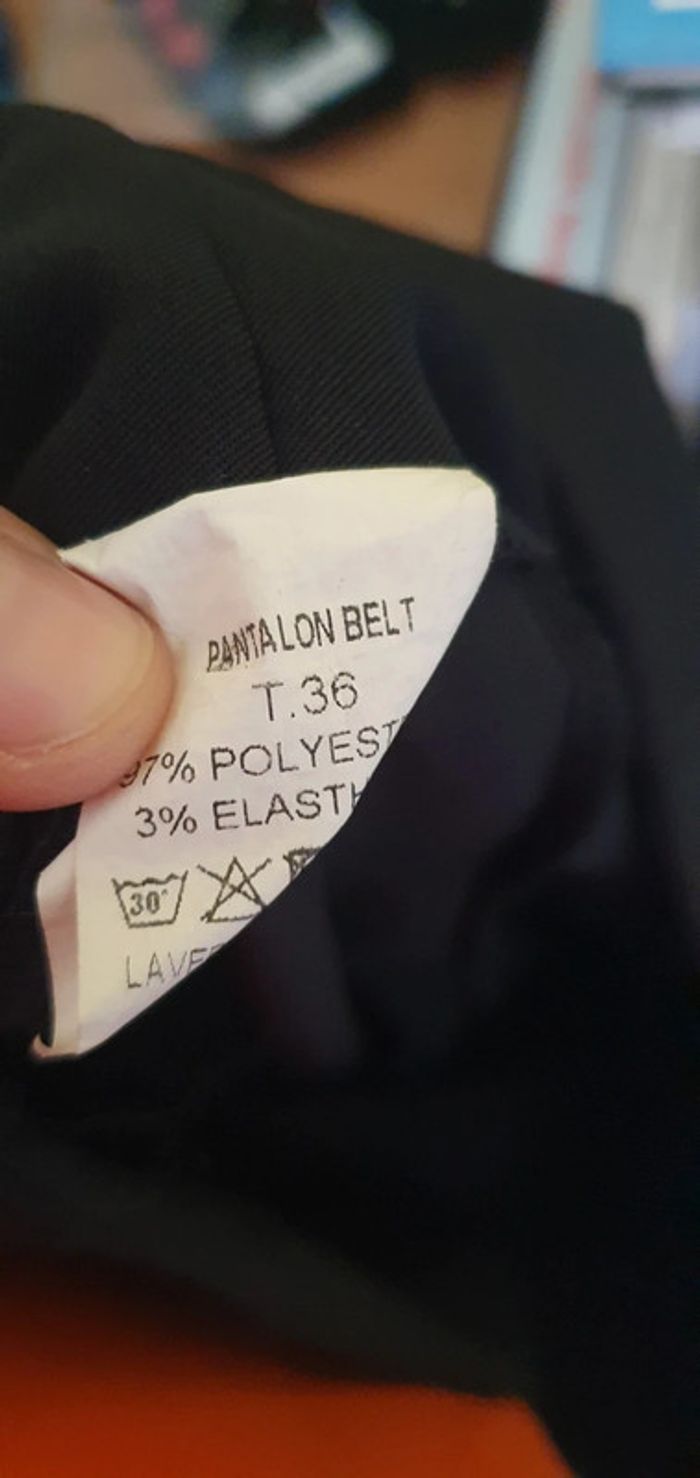 PANTALON BELT
T.36
97% POLYEST
3% ELASTH
30°
LAVE